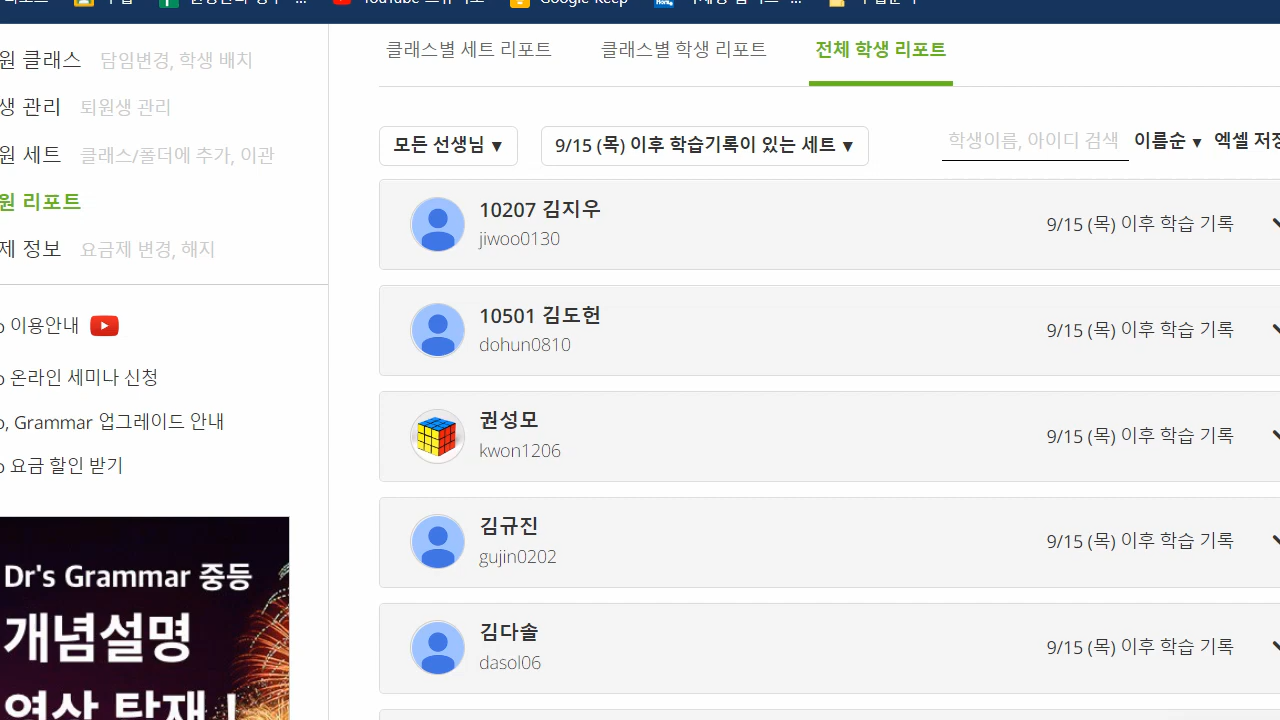 YouTube
Google Keep
원 클래스 담임변경, 학생 배치
생 관리 퇴원생 관리
원 세트 클래스/폴더에 추가, 이관
원 리포트
제 정보 요금제 변경, 해지
이용안내
온라인 세미나 신청
, Grammar 업그레이드 안내
요금 할인 받기
Dr's Grammar 중등
개념설명
영상 탑재 !
클래스별 세트 리포트 클래스별 학생 리포트 전체 학생 리포트
모든 선생님 ▼ 9/15 (목) 이후 학습기록이 있는 세트 ▼ 학생이름, 아이디 검색 이름순 ▼ 엑셀 저장
10207 김지우
jiwoo0130
9/15 (목) 이후 학습 기록
10501 김도헌
dohun0810
9/15 (목) 이후 학습 기록
권성모
kwon1206
9/15 (목) 이후 학습 기록
김규진
gujin0202
9/15 (목) 이후 학습 기록
김다솔
dasol06
9/15 (목) 이후 학습 기록